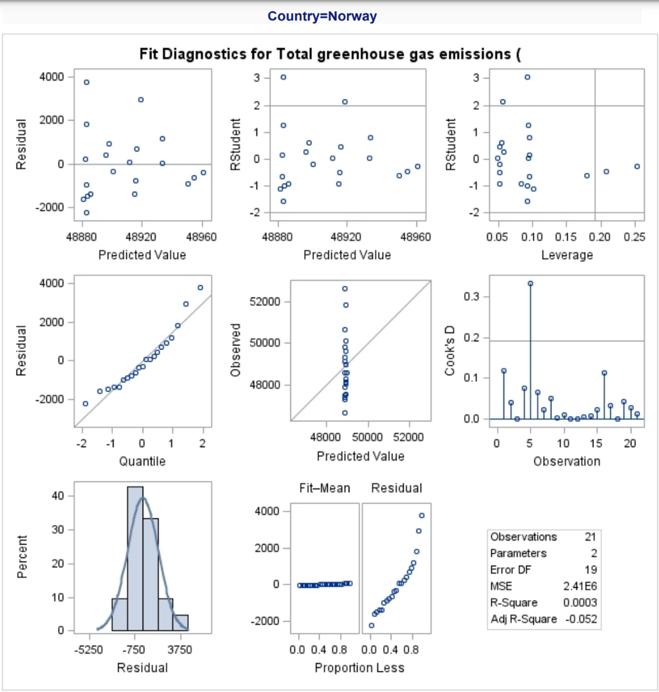 Country=Norway
Fit Diagnostics for Total greenhouse gas emissions (
4000
2000
0
-2000
Residual
48880 48920 48960
Predicted Value
3
2
1
0
-1
-2
RStudent
48880 48920 48960
Predicted Value
3
2
1
0
-1
-2
RStudent
0.05 0.10 0.15 0.20 0.25
Leverage
4000
2000
0
-2000
Residual
-2 -1 0 1 2
Quantile
52000
50000
48000
Observed
48000 50000 52000
Predicted Value
0.3
0.2
0.1
0.0
Cook's D
0 5 10 15 20
Observation
40
30
20
10
0
Percent
-5250 -750 3750
Residual
Fit–Mean Residual
4000
2000
0
-2000
0.0 0.4 0.8 0.0 0.4 0.8
Proportion Less
Observations 21
Parameters 2
Error DF 19
MSE 2.41E6
R-Square 0.0003
Adj R-Square -0.052